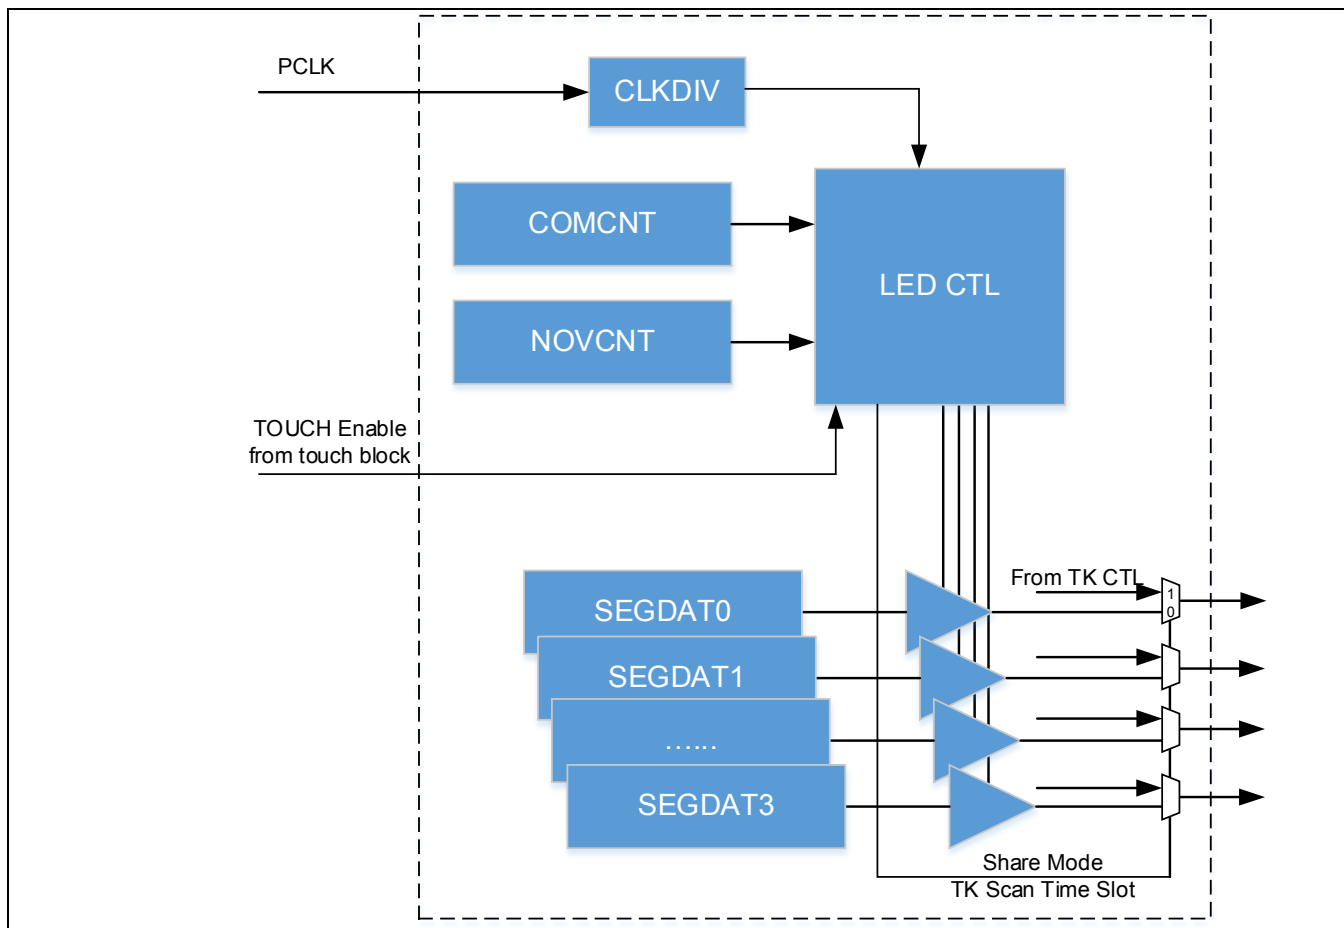 PCLK
CLKDIV
COMCNT
LED CTL
NOVCNT
TOUCH Enable
from touch block
From TK CTL
1
0
SEGDAT0
SEGDAT1
......
SEGDAT3
Share Mode
TK Scan Time Slot